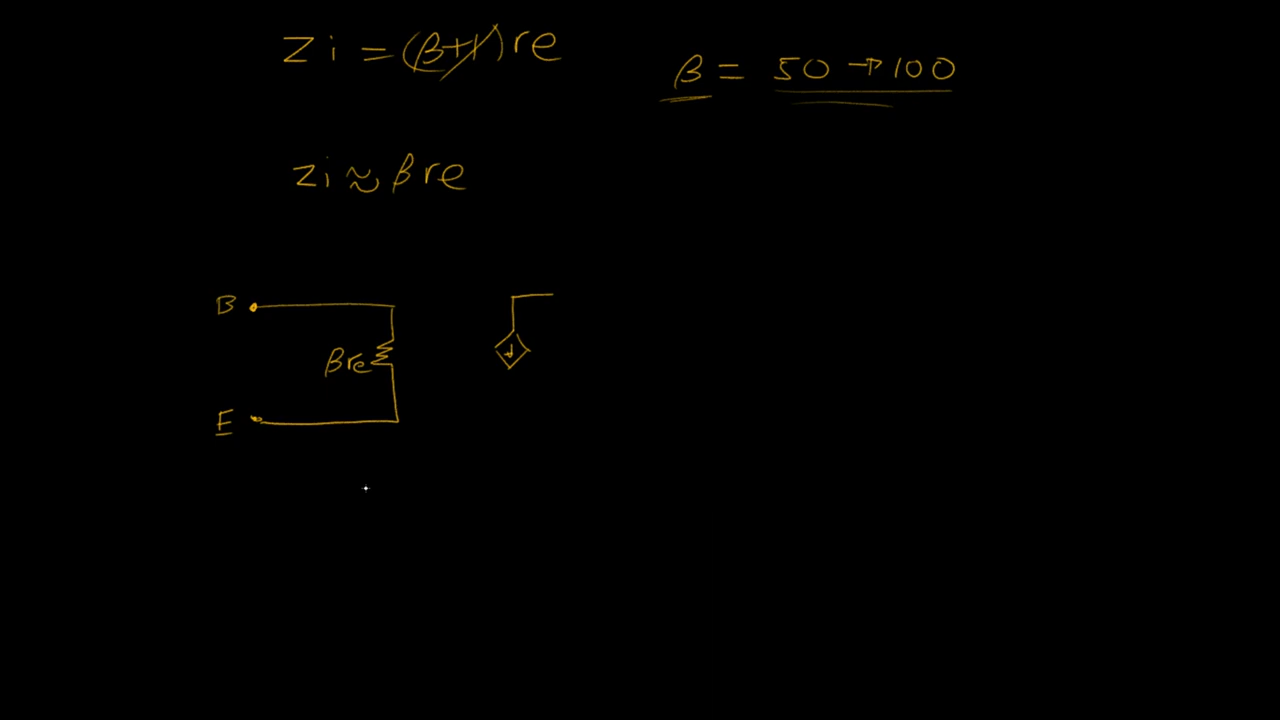 Zi = (β+1)re
β = 50 → 100
Zi ≈ βre
B
βre
E